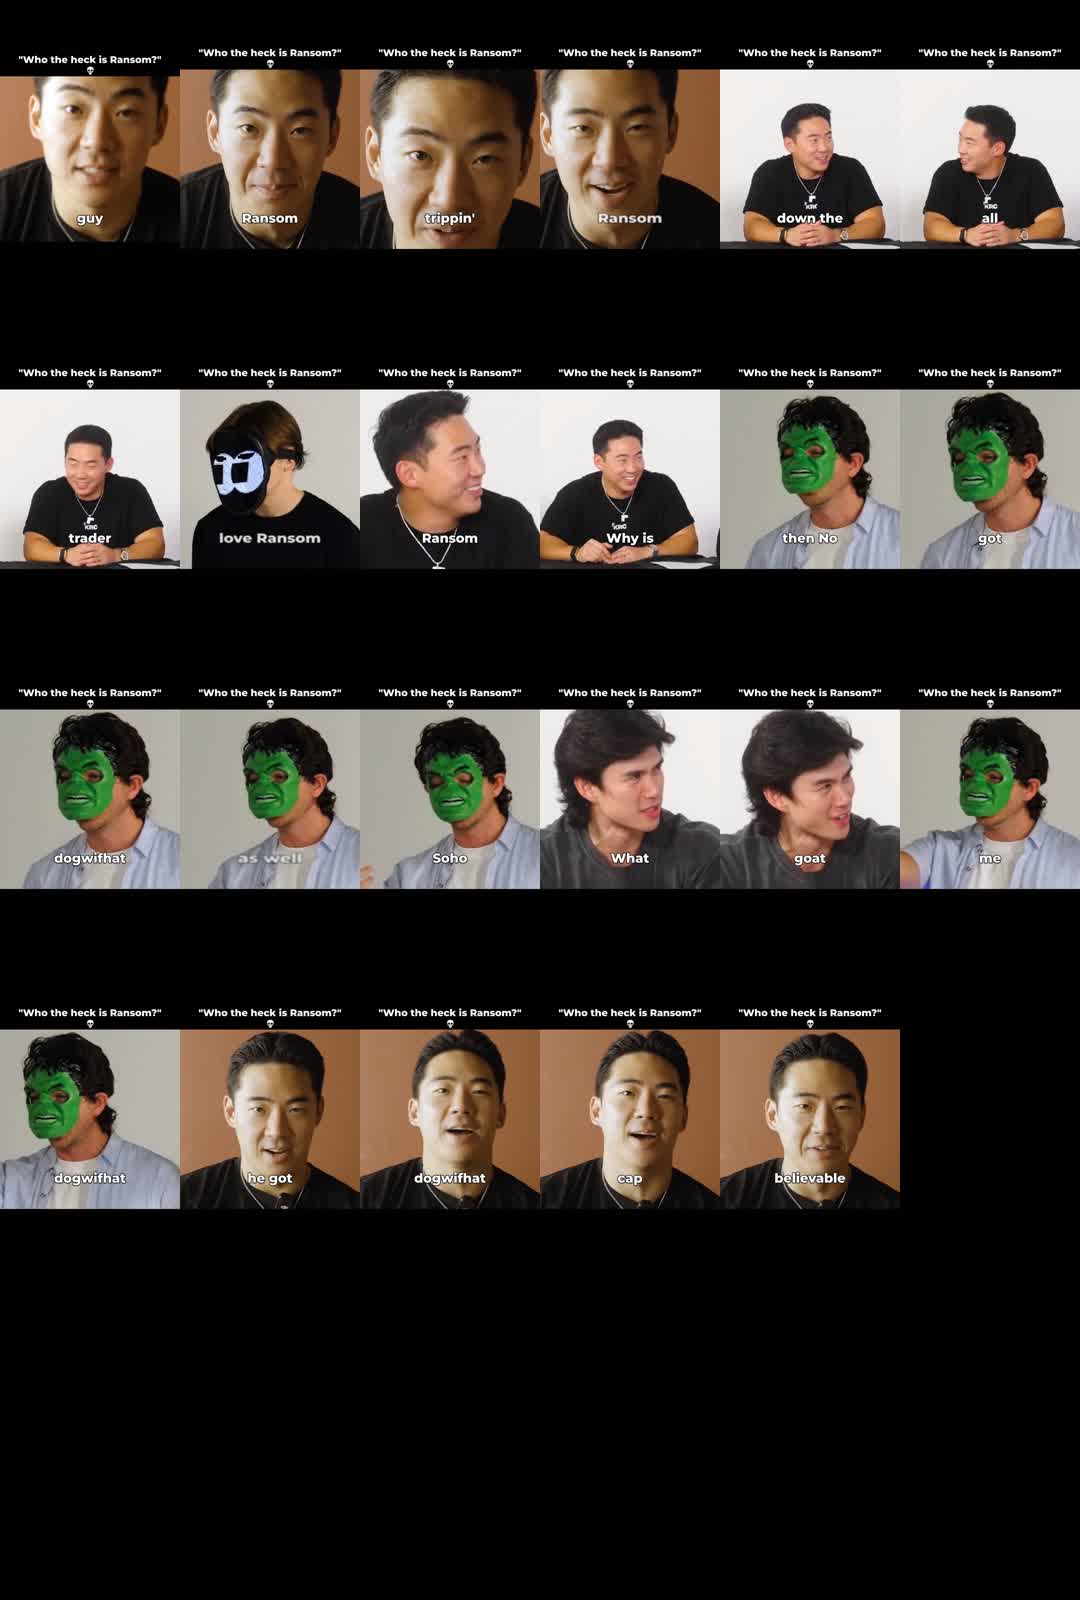 "Who the heck is Ransom?"
💀
guy
"Who the heck is Ransom?"
💀
Ransom
"Who the heck is Ransom?"
💀
trippin'
"Who the heck is Ransom?"
💀
Ransom
"Who the heck is Ransom?"
💀
KRC
down the
"Who the heck is Ransom?"
💀
KRC
all
"Who the heck is Ransom?"
💀
KRC
trader
"Who the heck is Ransom?"
💀
love Ransom
"Who the heck is Ransom?"
💀
Ransom
"Who the heck is Ransom?"
💀
KRC
Why is
"Who the heck is Ransom?"
💀
then No
"Who the heck is Ransom?"
💀
got
"Who the heck is Ransom?"
💀
dogwifhat
"Who the heck is Ransom?"
💀
as well
"Who the heck is Ransom?"
💀
Soho
"Who the heck is Ransom?"
💀
What
"Who the heck is Ransom?"
💀
goat
"Who the heck is Ransom?"
💀
me
"Who the heck is Ransom?"
💀
dogwifhat
"Who the heck is Ransom?"
💀
he got
"Who the heck is Ransom?"
💀
dogwifhat
"Who the heck is Ransom?"
💀
cap
"Who the heck is Ransom?"
💀
believable